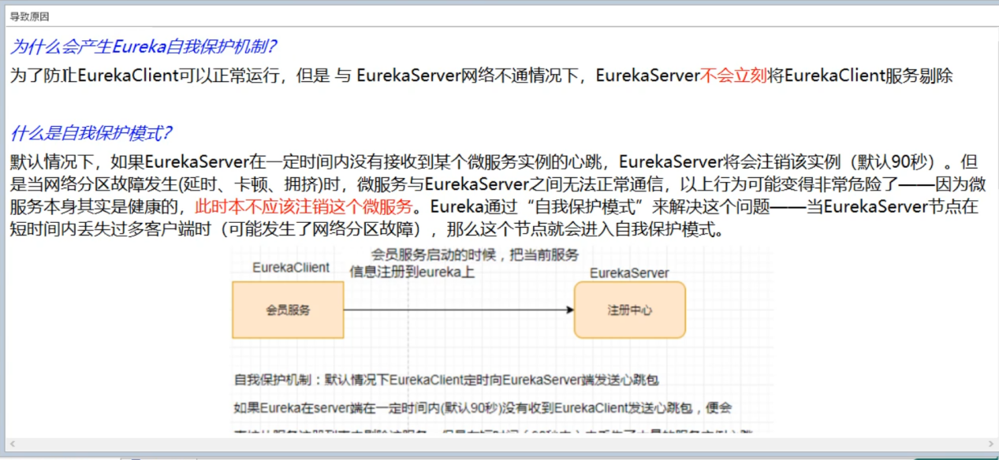 导致原因
为什么会产生Eureka自我保护机制？
为了防止EurekaClient可以正常运行，但是 与 EurekaServer网络不通情况下，EurekaServer不会立刻将EurekaClient服务剔除
什么是自我保护模式？
默认情况下，如果EurekaServer在一定时间内没有接收到某个微服务实例的心跳，EurekaServer将会注销该实例（默认90秒）。但
是当网络分区故障发生(延时、卡顿、拥挤)时，微服务与EurekaServer之间无法正常通信，以上行为可能变得非常危险了——因为微
服务本身其实是健康的，此时本不应该注销这个微服务。Eureka通过“自我保护模式”来解决这个问题——当EurekaServer节点在
短时间内丢失过多客户端时（可能发生了网络分区故障），那么这个节点就会进入自我保护模式。
会员服务启动的时候，把当前服务
信息注册到eureka上
EurekaCliient
EurekaServer
会员服务
注册中心
自我保护机制：默认情况下EurekaClient定时向EurekaServer端发送心跳包
如果Eureka在server端在一定时间内(默认90秒)没有收到EurekaClient发送心跳包，便会